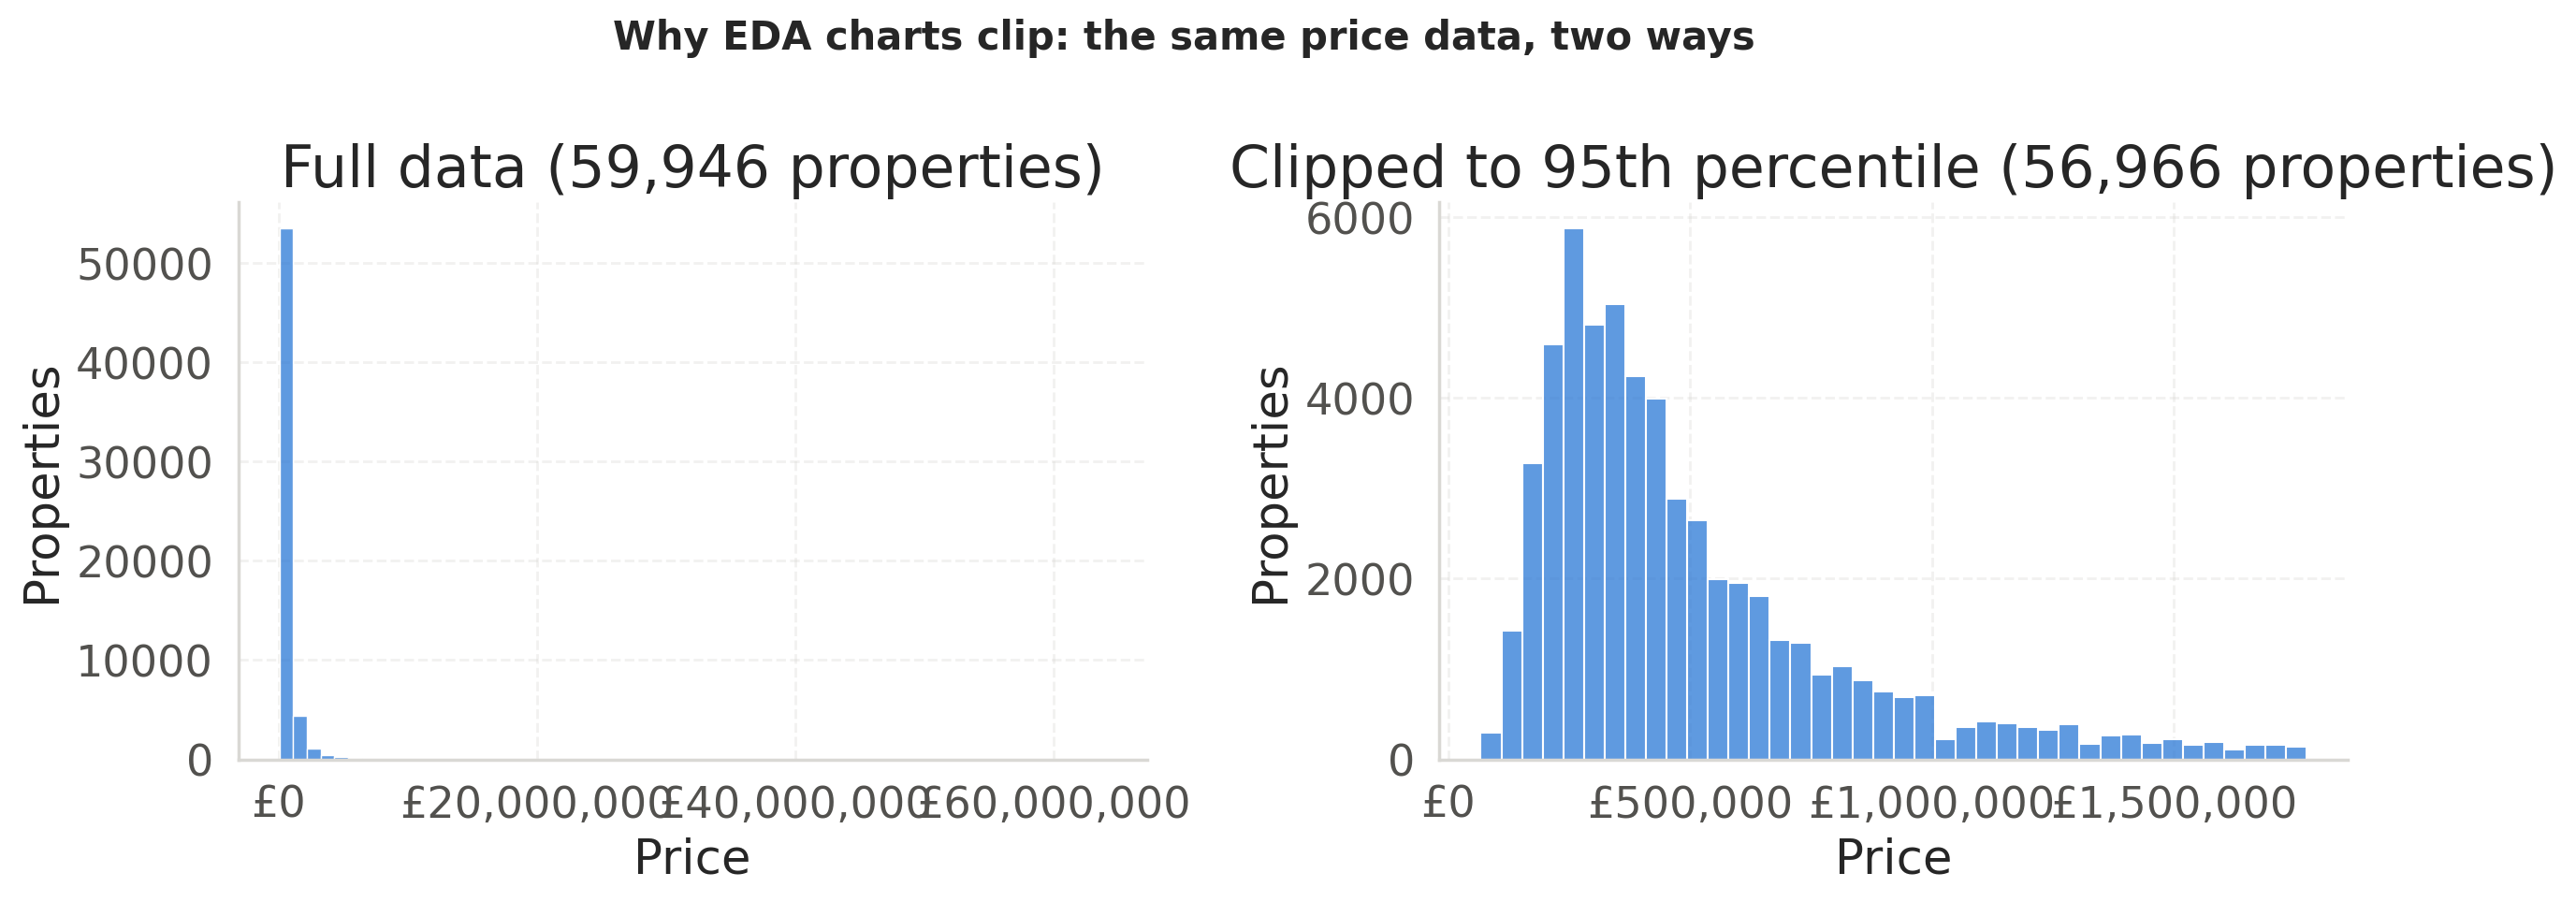 Why EDA charts clip: the same price data, two ways
Full data (59,946 properties)
Properties
50000
40000
30000
20000
10000
0
£0
£20,000,000
£40,000,000
£60,000,000
Price
Clipped to 95th percentile (56,966 properties)
Properties
6000
4000
2000
0
£0
£500,000
£1,000,000
£1,500,000
Price